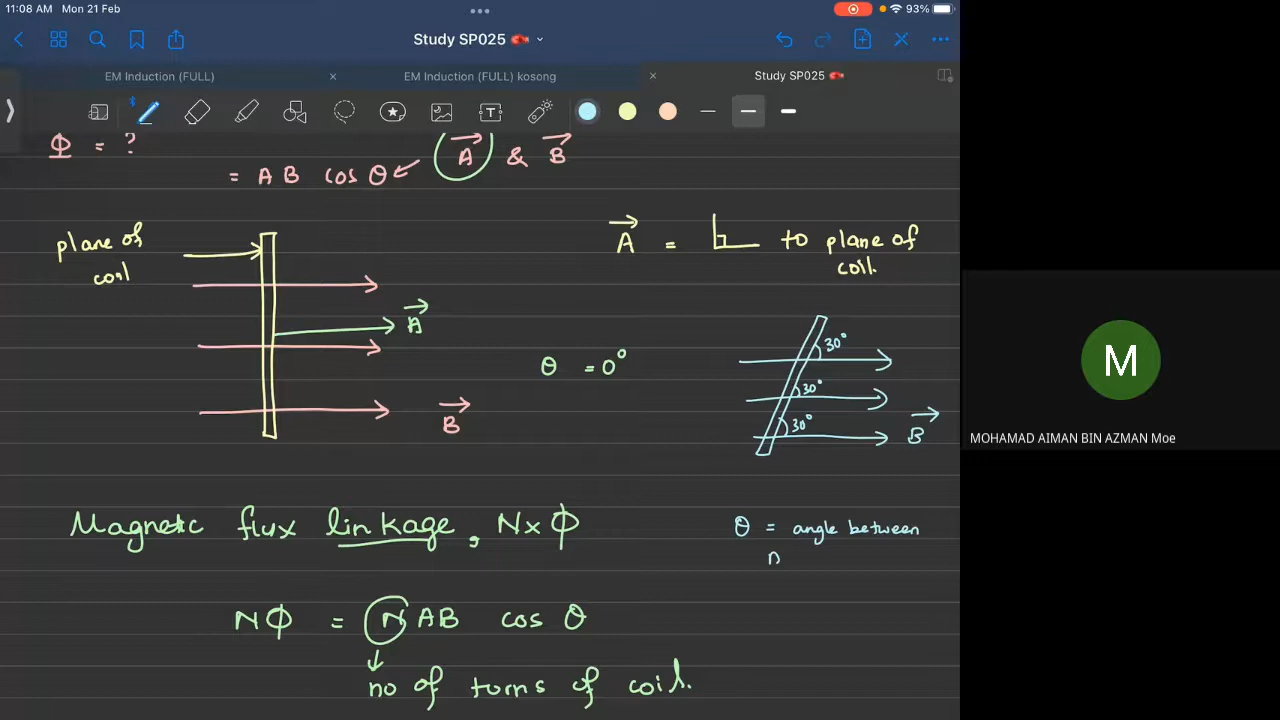 11:08 AM Mon 21 Feb
93%
Study SP025
EM Induction (FULL)
EM Induction (FULL) kosong
Study SP025
Φ = ?
= AB cos θ A & B
plane of
coil
A = to plane of
coil.
A
θ = 0°
B
30°
30°
30°
B
Magnetic flux linkage, N x Φ
θ = angle between
n
NΦ = NAB cos θ
no of turns of coil.
M
MOHAMAD AIMAN BIN AZMAN Moe